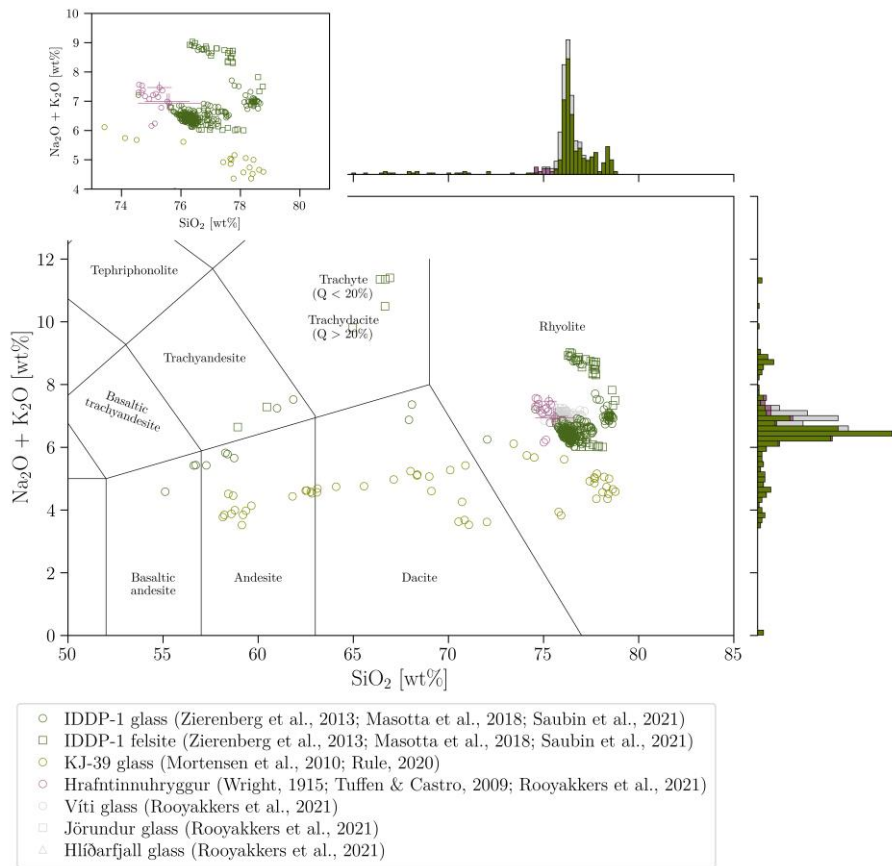 10
9
8
7
6
5
4
Na₂O + K₂O [wt%]
74 76 78 80
SiO₂ [wt%]
65 70 75 80 85
12
10
8
6
4
2
0
Na₂O + K₂O [wt%]
Tephriphonolite
Trachyte
(Q < 20%)
Trachydacite
(Q > 20%)
Rhyolite
Trachyandesite
Basaltic
trachyandesite
Basaltic
andesite
Andesite
Dacite
50 55 60 65 70 75 80 85
SiO₂ [wt%]
IDDP-1 glass (Zierenberg et al., 2013; Masotta et al., 2018; Saubin et al., 2021)
IDDP-1 felsite (Zierenberg et al., 2013; Masotta et al., 2018; Saubin et al., 2021)
KJ-39 glass (Mortensen et al., 2010; Rule, 2020)
Hrafntinnuhryggur (Wright, 1915; Tuffen & Castro, 2009; Rooyakkers et al., 2021)
Víti glass (Rooyakkers et al., 2021)
Jörundur glass (Rooyakkers et al., 2021)
Hlíðarfjall glass (Rooyakkers et al., 2021)